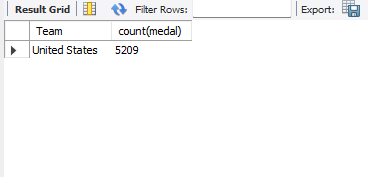 Result Grid Filter Rows: Export:
Team count(medal)
United States 5209